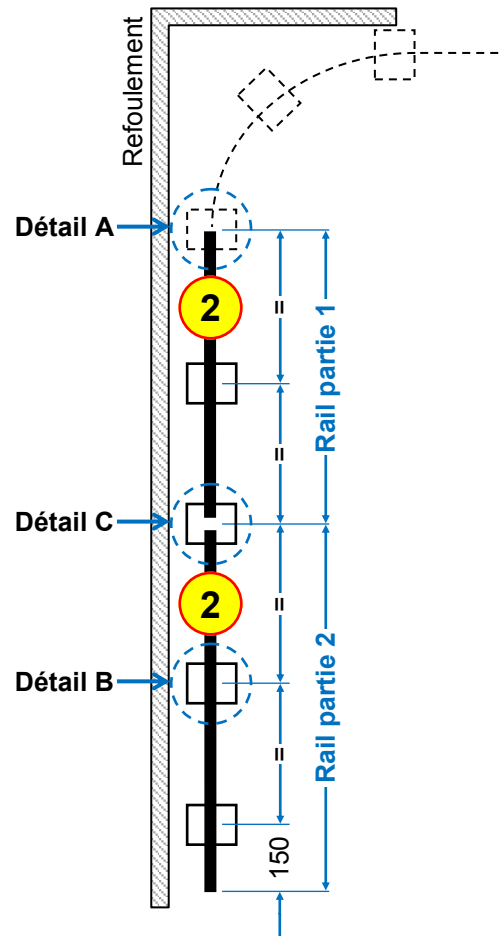 Refoulement
Détail A
2
=
Rail partie 1
=
Détail C
=
2
Rail partie 2
Détail B
=
150